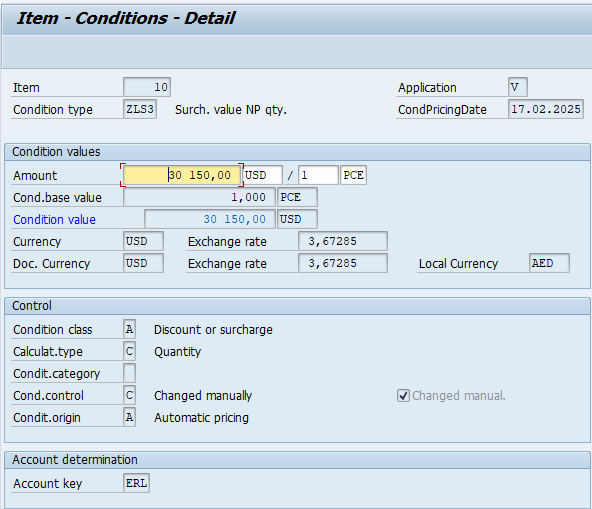 Item - Conditions - Detail
Item 10 Application V
Condition type ZLS3 Surch. value NP qty. CondPricingDate 17.02.2025
Condition values
Amount 30 150,00 USD / 1 PCE
Cond.base value 1,000 PCE
Condition value 30 150,00 USD
Currency USD Exchange rate 3,67285
Doc. Currency USD Exchange rate 3,67285 Local Currency AED
Control
Condition class A Discount or surcharge
Calculat.type C Quantity
Condit.category
Cond.control C Changed manually Changed manual.
Condit.origin A Automatic pricing
Account determination
Account key ERL